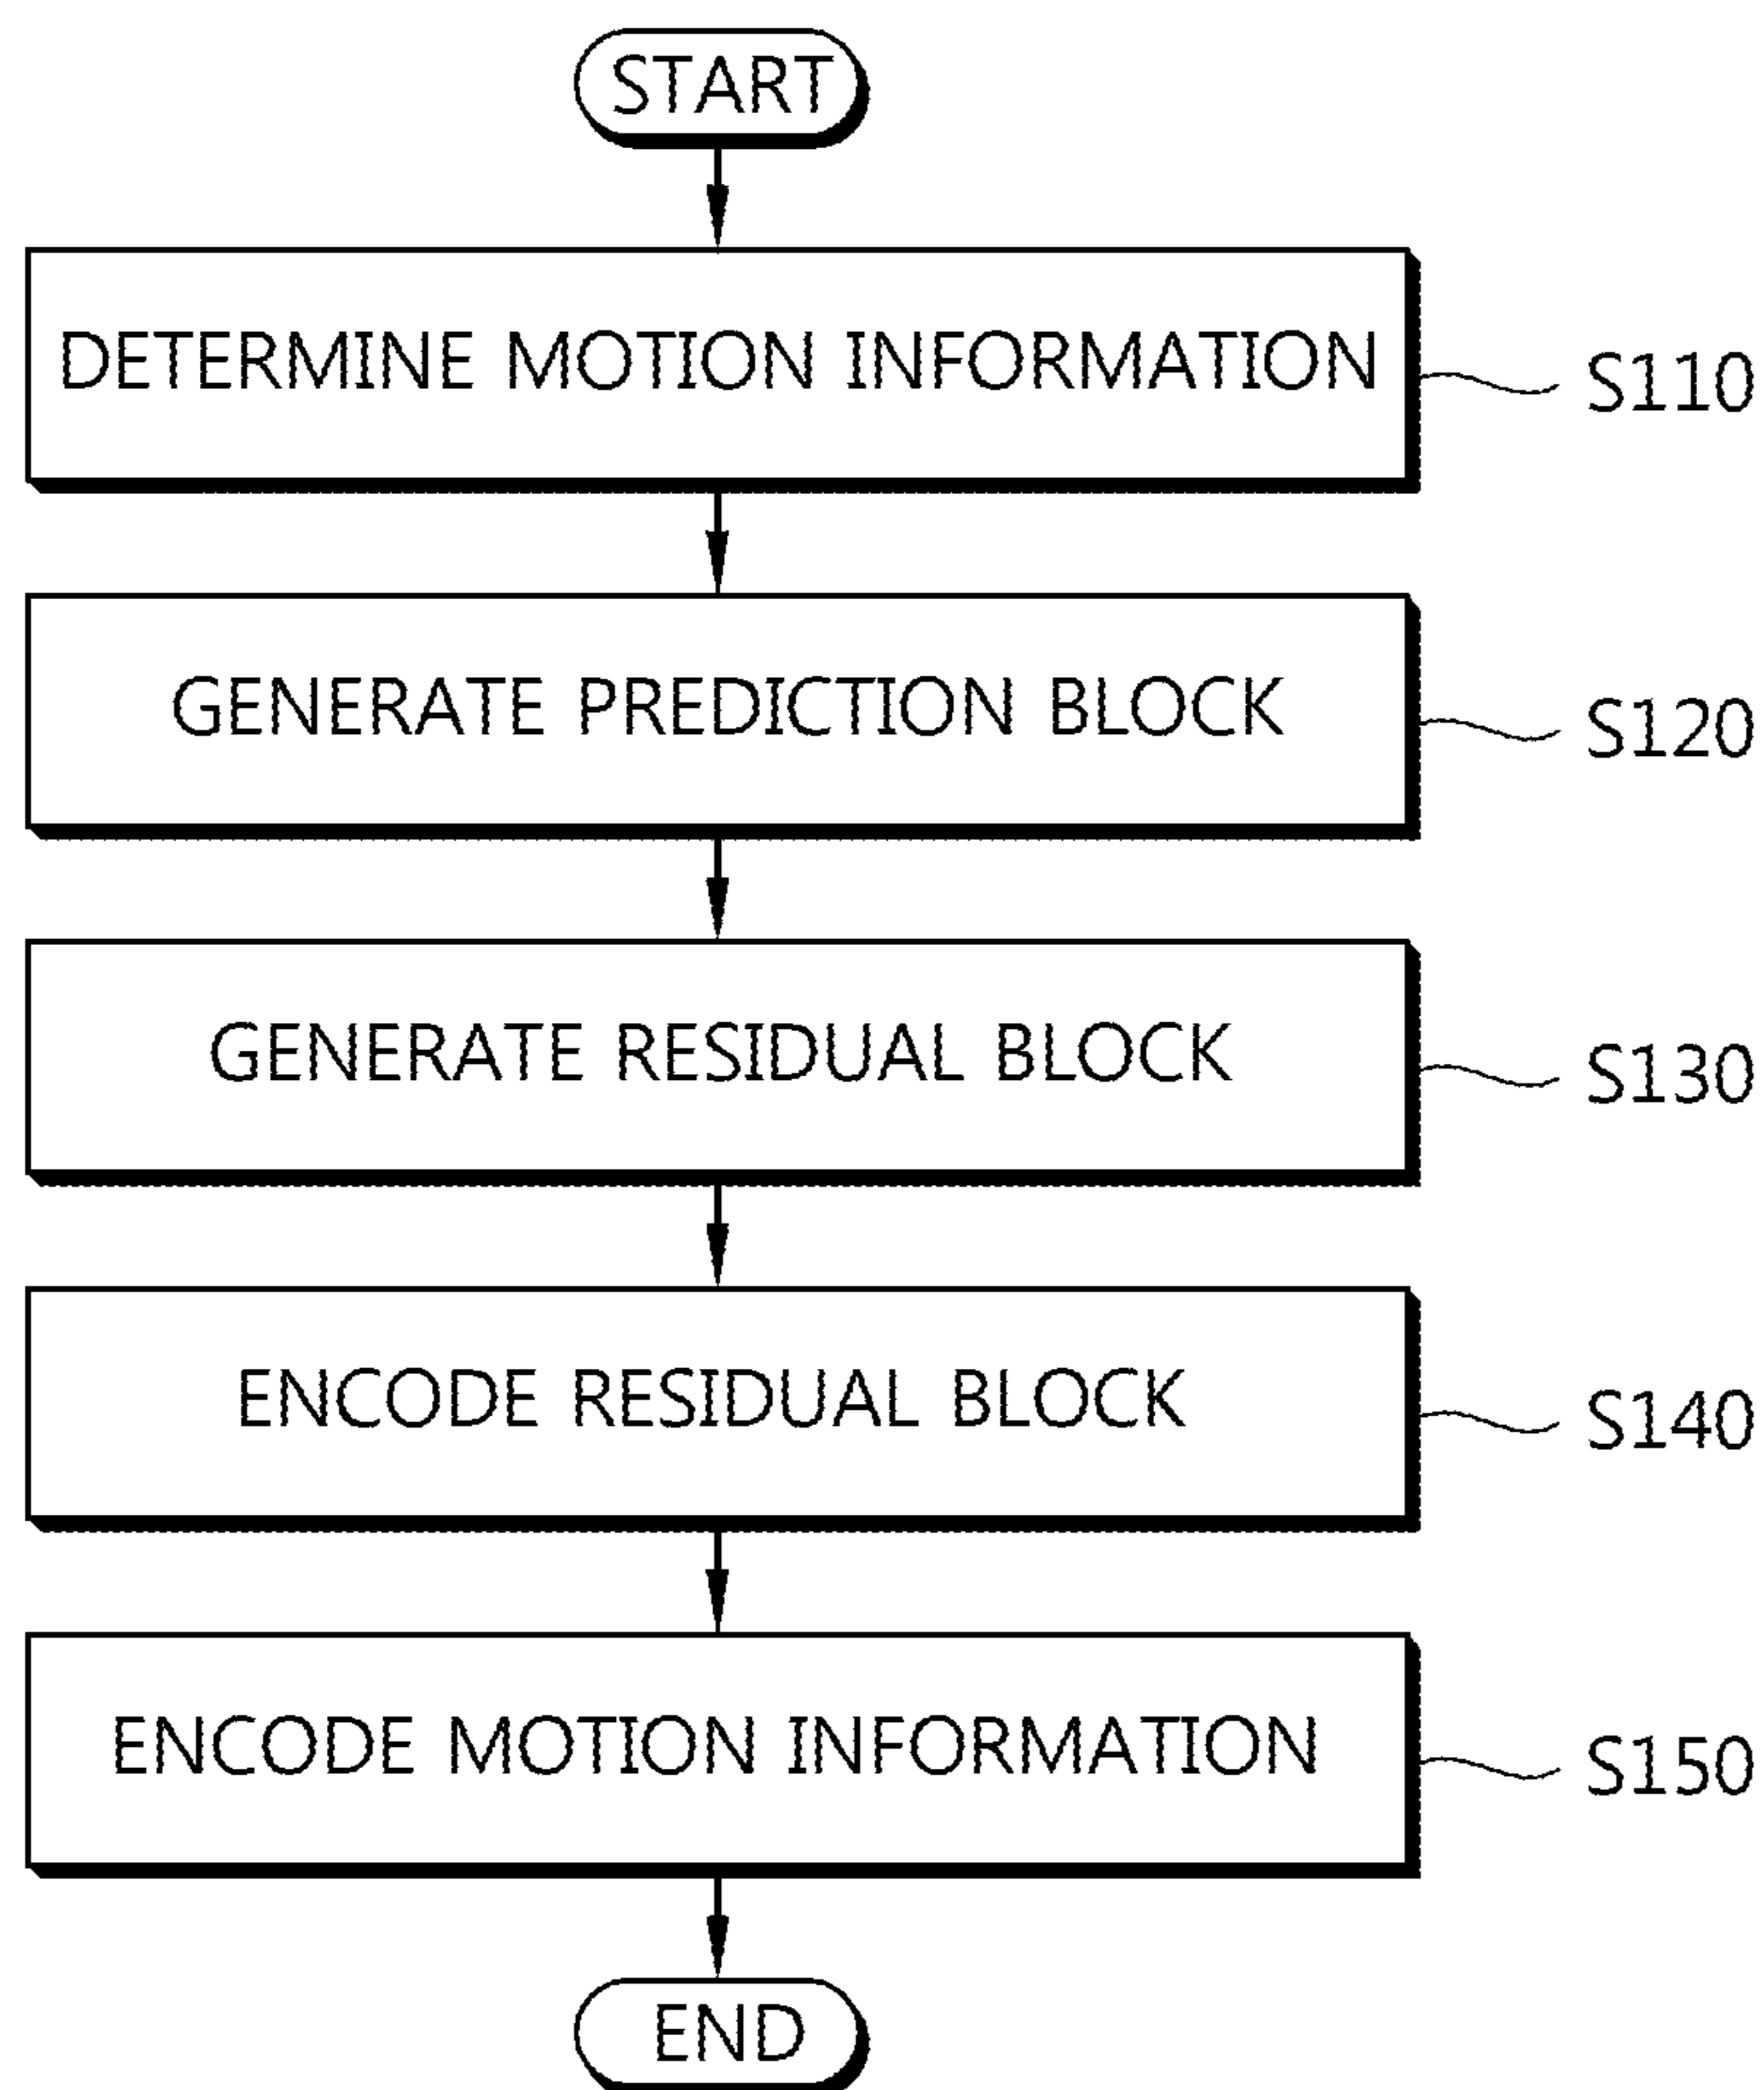 START
DETERMINE MOTION INFORMATION
S110
GENERATE PREDICTION BLOCK
S120
GENERATE RESIDUAL BLOCK
S130
ENCODE RESIDUAL BLOCK
S140
ENCODE MOTION INFORMATION
S150
END